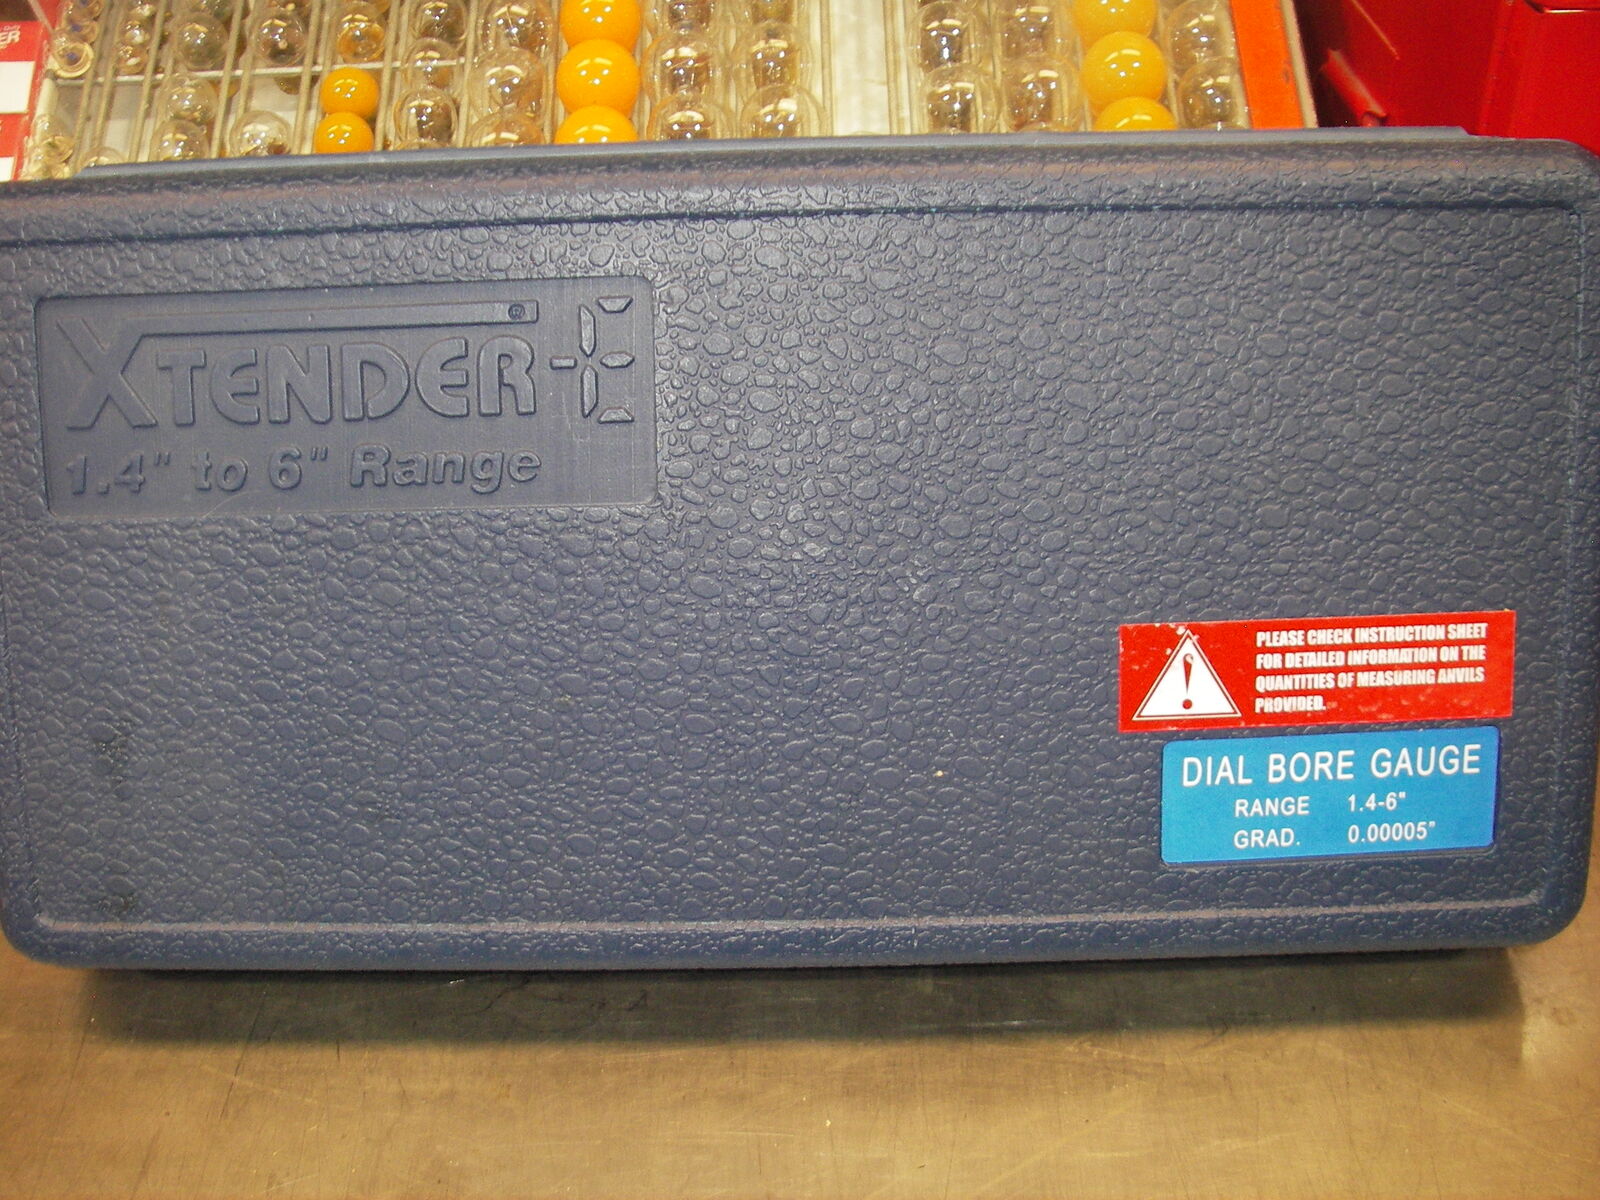 ER
XTENDER®-E
1.4" to 6" Range
PLEASE CHECK INSTRUCTION SHEET
FOR DETAILED INFORMATION ON THE
QUANTITIES OF MEASURING ANVILS
PROVIDED.
DIAL BORE GAUGE
RANGE 1.4-6"
GRAD. 0.00005"